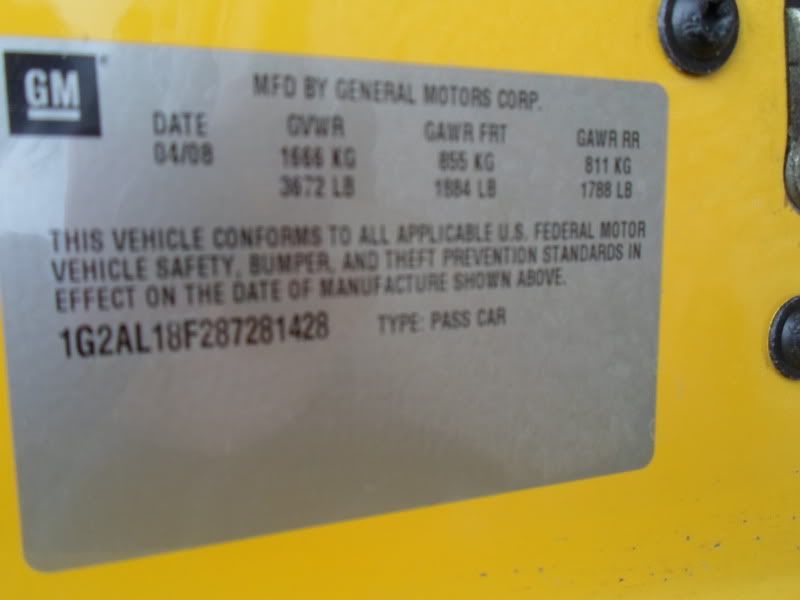 GM
MFD BY GENERAL MOTORS CORP.
DATE GVWR GAWR FRT GAWR RR
04/08 1666 KG 855 KG 811 KG
3672 LB 1884 LB 1788 LB
THIS VEHICLE CONFORMS TO ALL APPLICABLE U.S. FEDERAL MOTOR
VEHICLE SAFETY, BUMPER, AND THEFT PREVENTION STANDARDS IN
EFFECT ON THE DATE OF MANUFACTURE SHOWN ABOVE.
1G2AL18F287281428 TYPE: PASS CAR